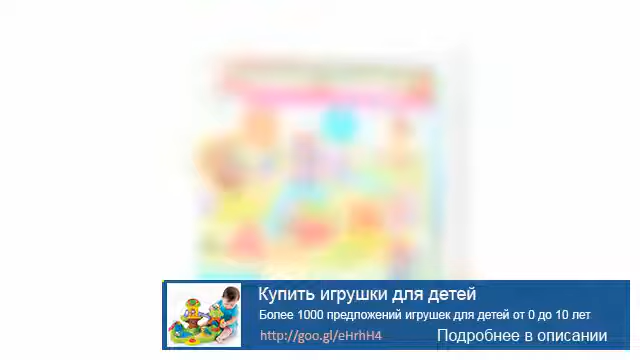 Купить игрушки для детей
Более 1000 предложений игрушек для детей от 0 до 10 лет
http://goo.gl/eHrhH4 Подробнее в описании